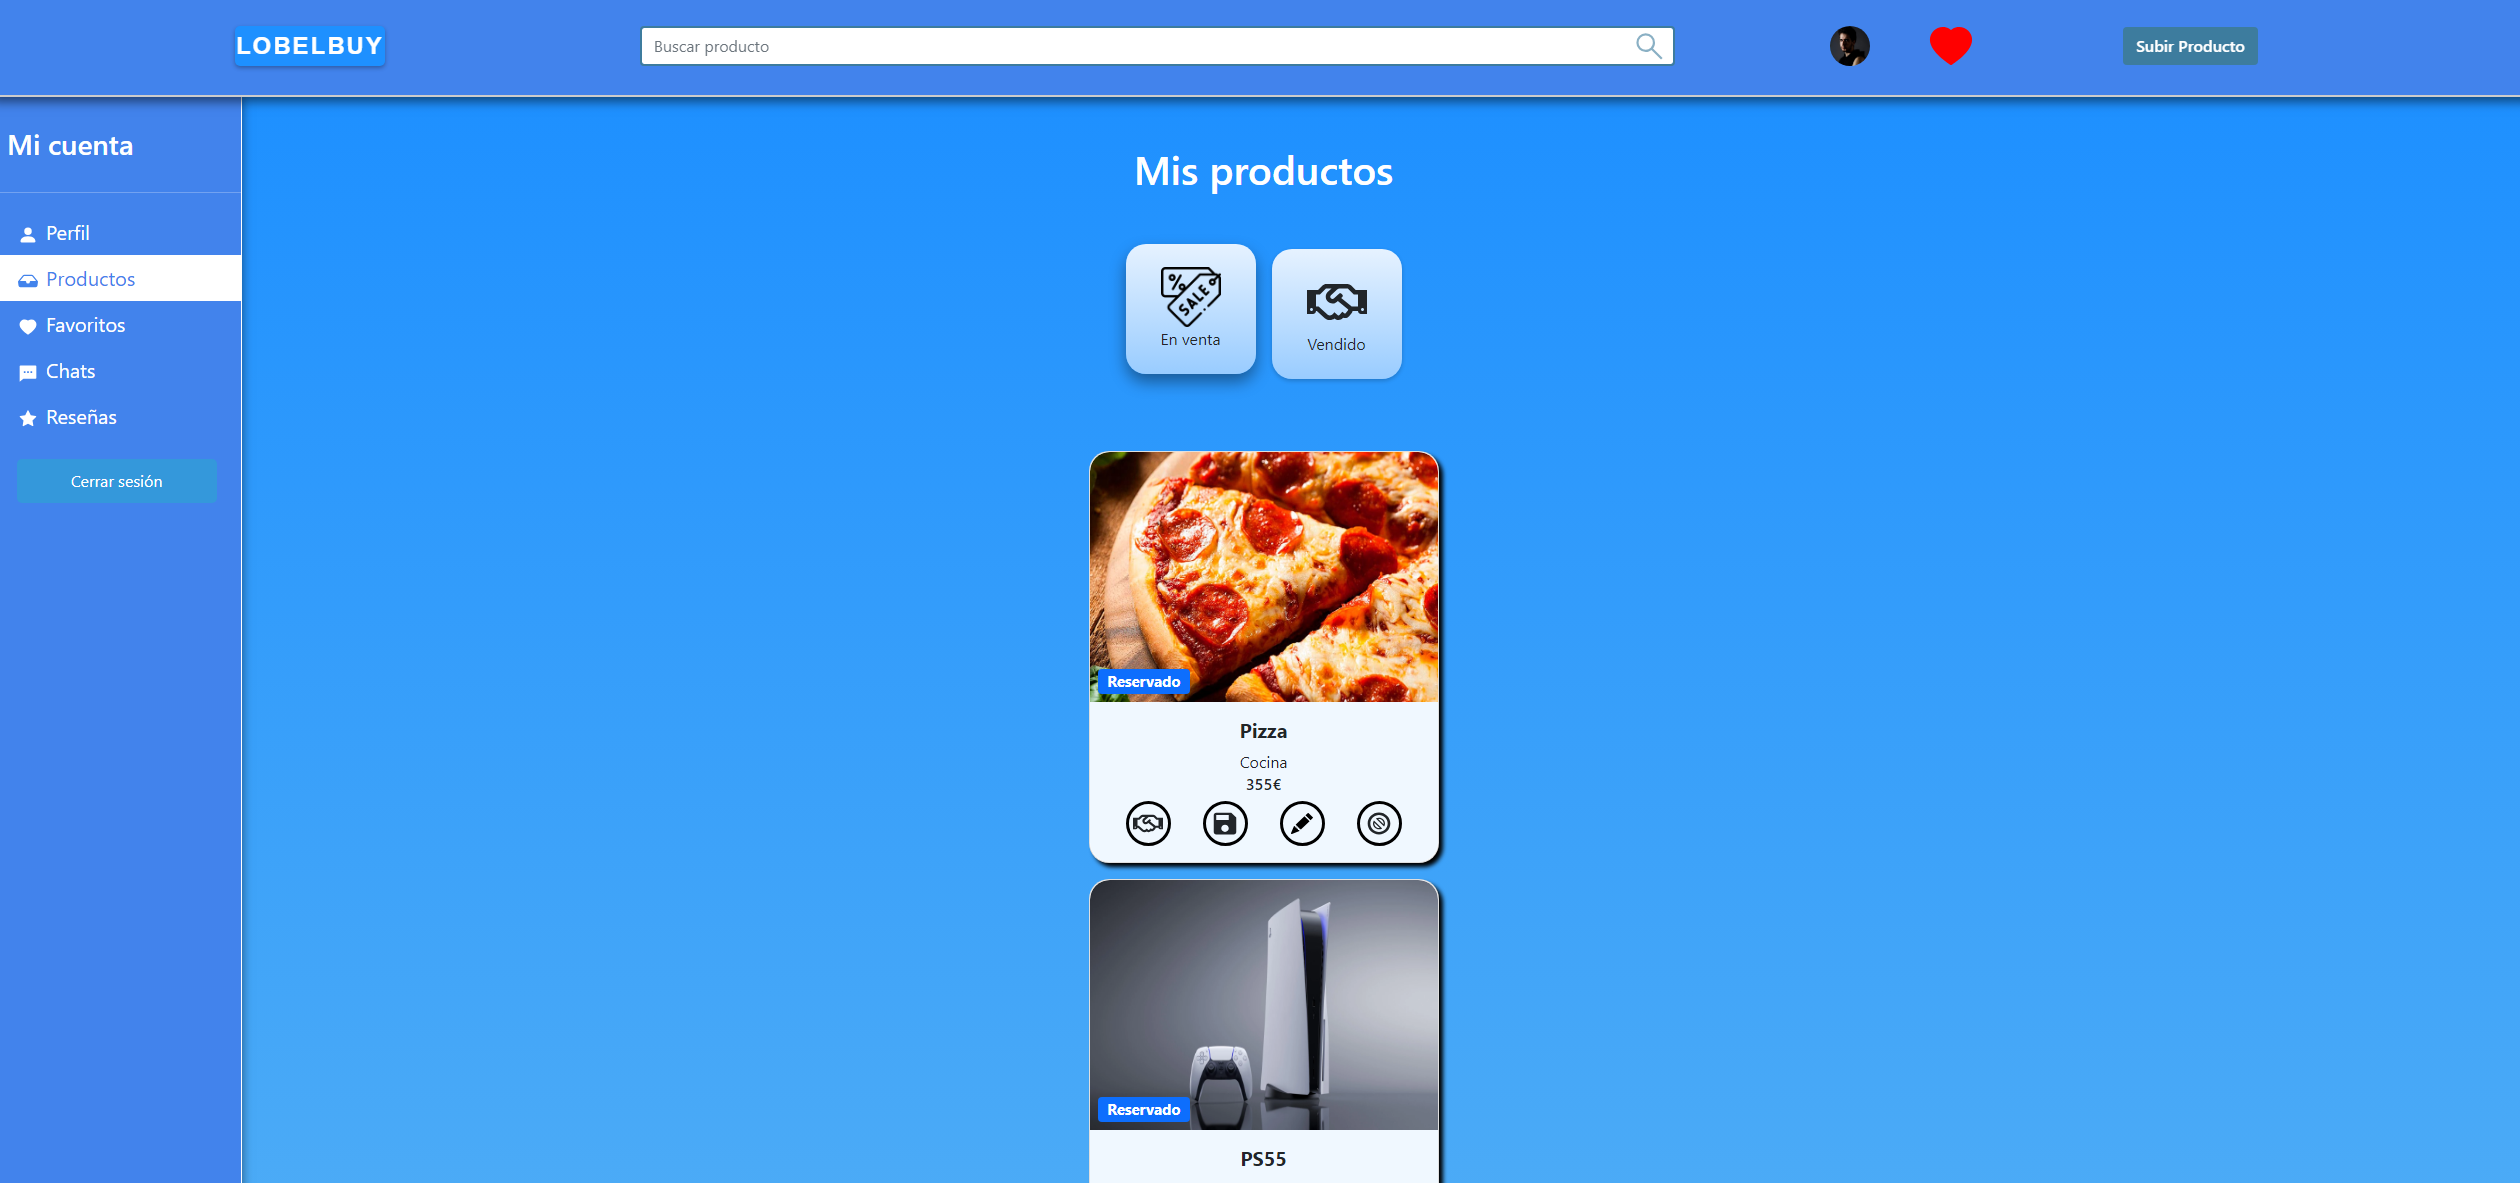 LOBELBUY
Buscar producto
Subir Producto
Mi cuenta
Perfil
Productos
Favoritos
Chats
Reseñas
Cerrar sesión
Mis productos
%
SALE
En venta
Vendido
Reservado
Pizza
Cocina
355€
Reservado
PS55